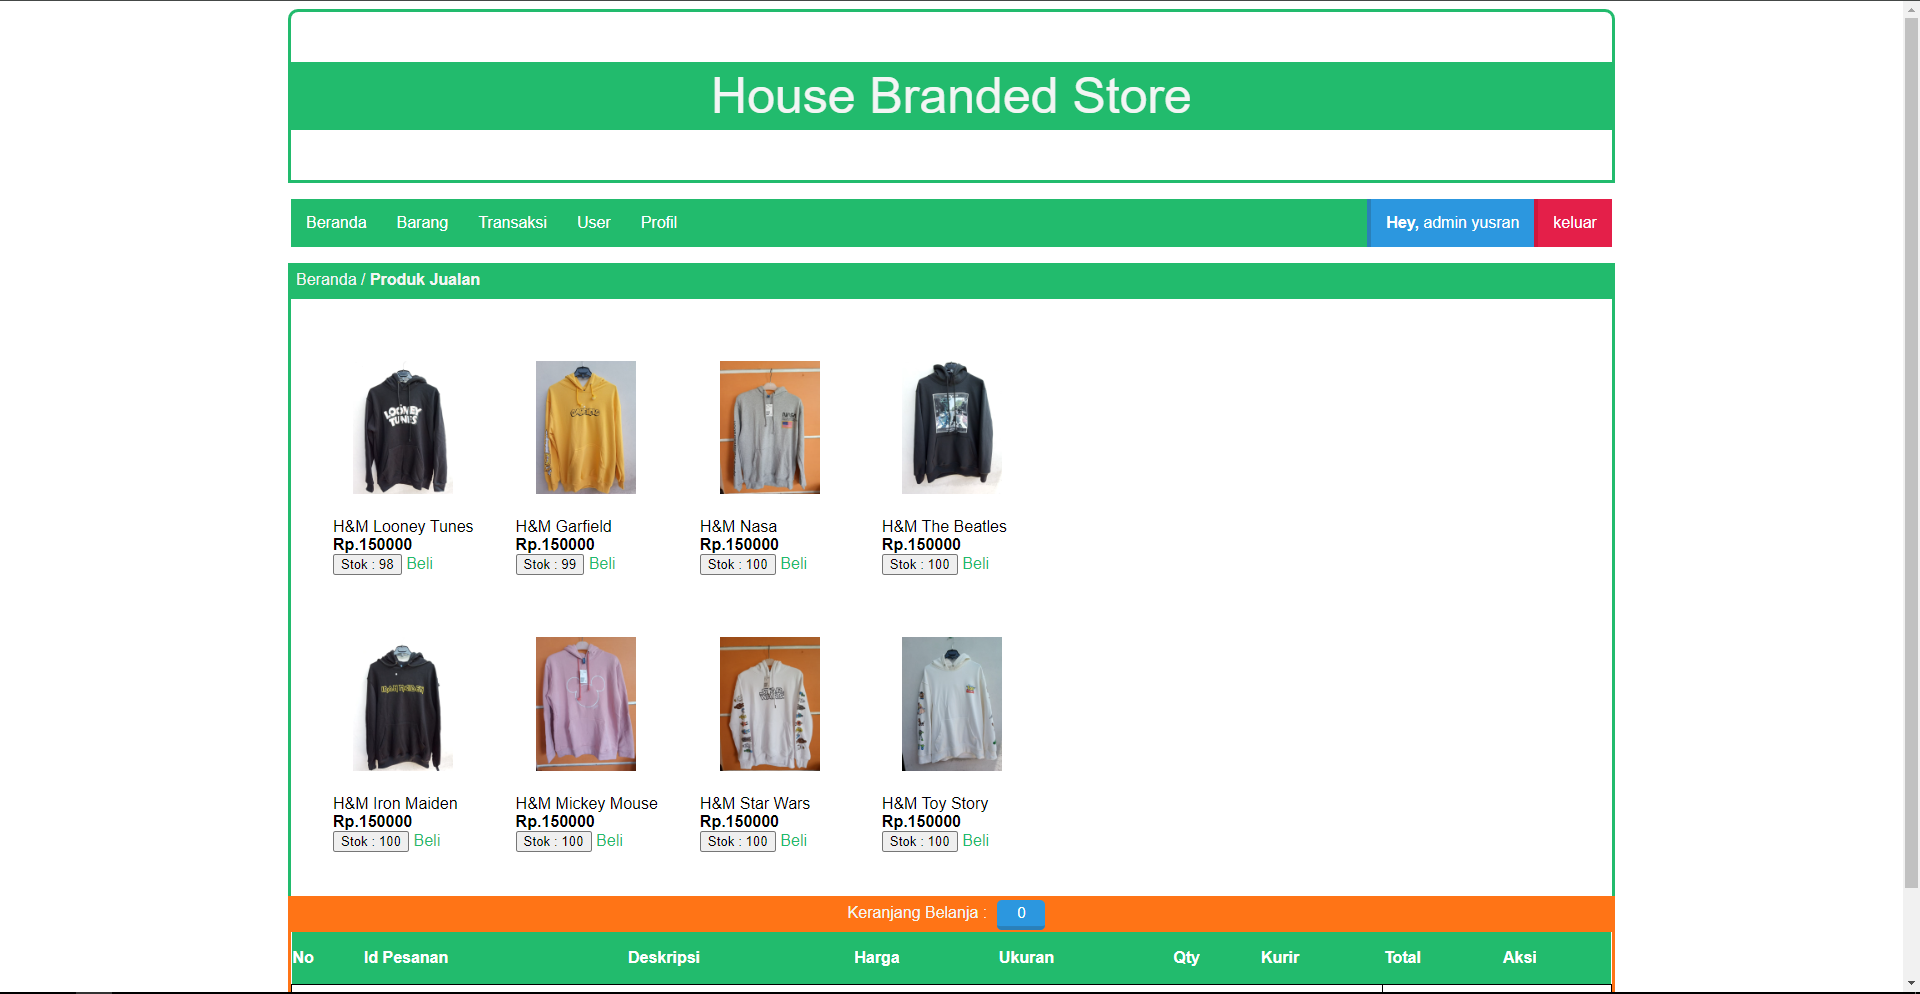 House Branded Store
Beranda Barang Transaksi User Profil Hey, admin yusran keluar
Beranda / Produk Jualan
LOONEY TUNES
H&M Looney Tunes H&M Garfield H&M Nasa H&M The Beatles
Rp.150000 Rp.150000 Rp.150000 Rp.150000
Stok : 98 Beli Stok : 99 Beli Stok : 100 Beli Stok : 100 Beli
H&M Iron Maiden H&M Mickey Mouse H&M Star Wars H&M Toy Story
Rp.150000 Rp.150000 Rp.150000 Rp.150000
Stok : 100 Beli Stok : 100 Beli Stok : 100 Beli Stok : 100 Beli
Keranjang Belanja : 0
No Id Pesanan Deskripsi Harga Ukuran Qty Kurir Total Aksi